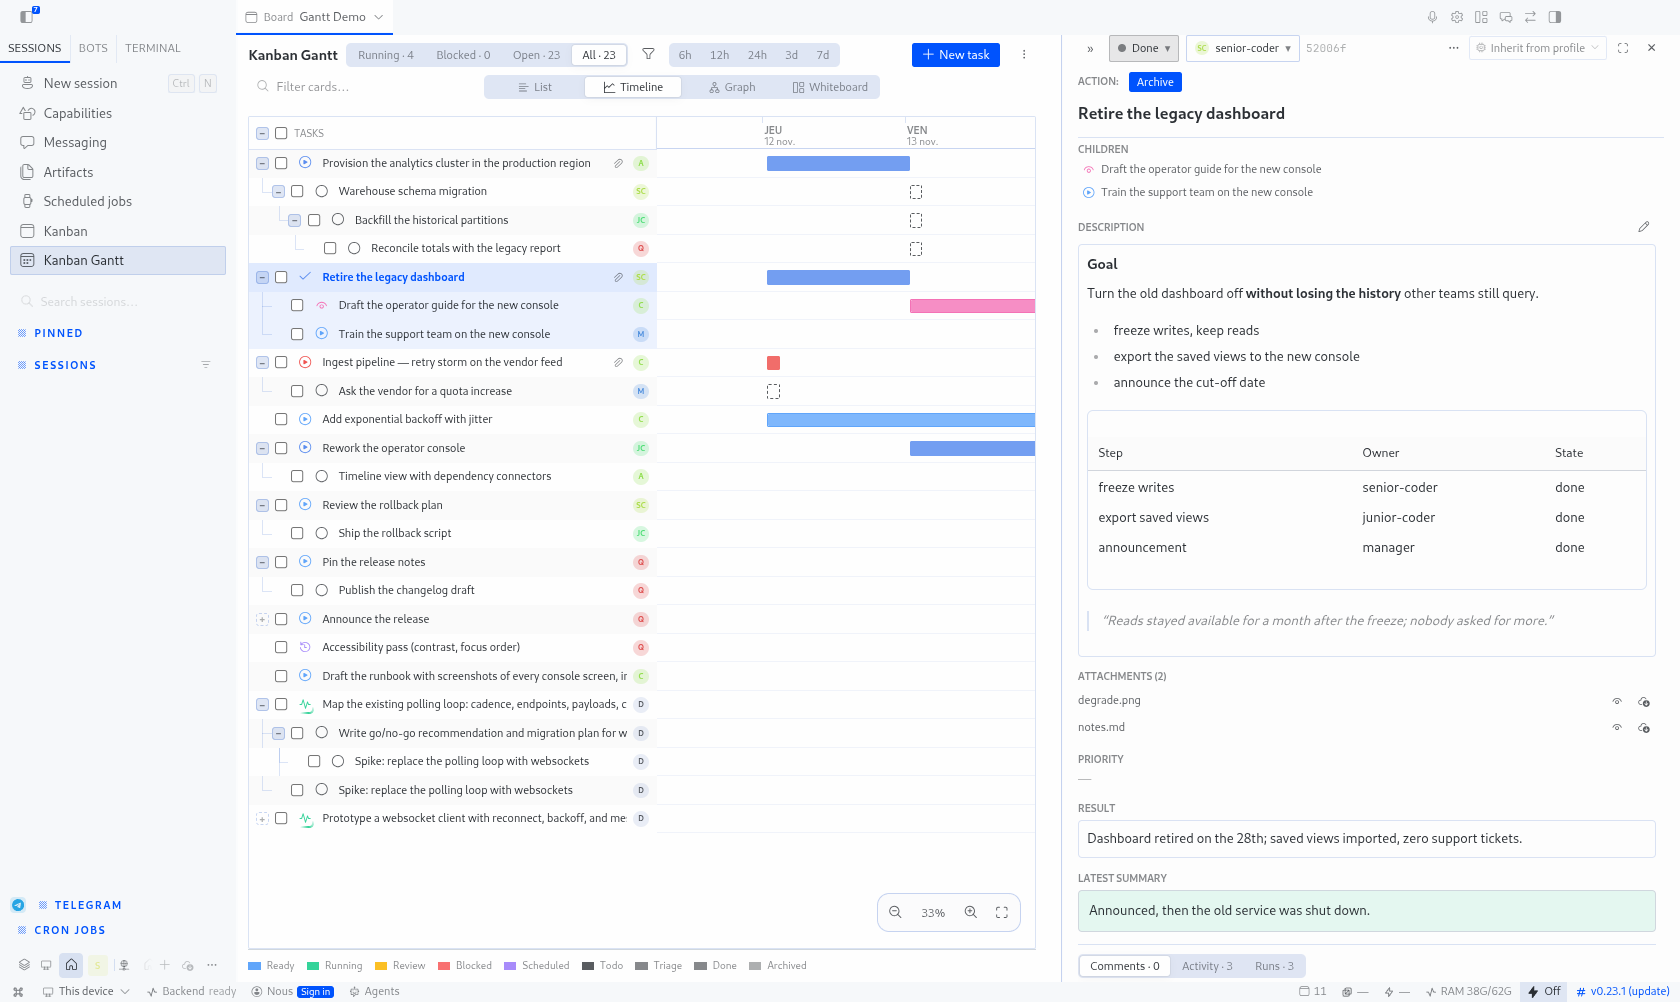 7
Board Gantt Demo
SESSIONS BOTS TERMINAL
New session Ctrl N
Capabilities
Messaging
Artifacts
Scheduled jobs
Kanban
Kanban Gantt
Search sessions…
PINNED
SESSIONS
TELEGRAM
CRON JOBS
S
Kanban Gantt
Running · 4 Blocked · 0 Open · 23 All · 23
6h 12h 24h 3d 7d
+ New task
Filter cards…
List Timeline Graph Whiteboard
TASKS
JEU
12 nov.
VEN
13 nov.
Provision the analytics cluster in the production region A
Warehouse schema migration SC
Backfill the historical partitions JC
Reconcile totals with the legacy report Q
Retire the legacy dashboard SC
Draft the operator guide for the new console C
Train the support team on the new console M
Ingest pipeline — retry storm on the vendor feed C
Ask the vendor for a quota increase M
Add exponential backoff with jitter C
Rework the operator console JC
Timeline view with dependency connectors A
Review the rollback plan SC
Ship the rollback script JC
Pin the release notes Q
Publish the changelog draft Q
Announce the release Q
Accessibility pass (contrast, focus order) Q
Draft the runbook with screenshots of every console screen, ir C
Map the existing polling loop: cadence, endpoints, payloads, c D
Write go/no-go recommendation and migration plan for w D
Spike: replace the polling loop with websockets D
Spike: replace the polling loop with websockets D
Prototype a websocket client with reconnect, backoff, and me D
33%
Ready Running Review Blocked Scheduled Todo Triage Done Archived
» Done SC senior-coder 52006f ··· Inherit from profile
ACTION: Archive
Retire the legacy dashboard
CHILDREN
Draft the operator guide for the new console
Train the support team on the new console
DESCRIPTION
Goal
Turn the old dashboard off without losing the history other teams still query.
• freeze writes, keep reads
• export the saved views to the new console
• announce the cut-off date
Step Owner State
freeze writes senior-coder done
export saved views junior-coder done
announcement manager done
“Reads stayed available for a month after the freeze; nobody asked for more.”
ATTACHMENTS (2)
degrade.png
notes.md
PRIORITY
—
RESULT
Dashboard retired on the 28th; saved views imported, zero support tickets.
LATEST SUMMARY
Announced, then the old service was shut down.
Comments · 0 Activity · 3 Runs · 3
This device Backend ready Nous Sign in Agents
11 — — RAM 38G/62G Off # v0.23.1 (update)